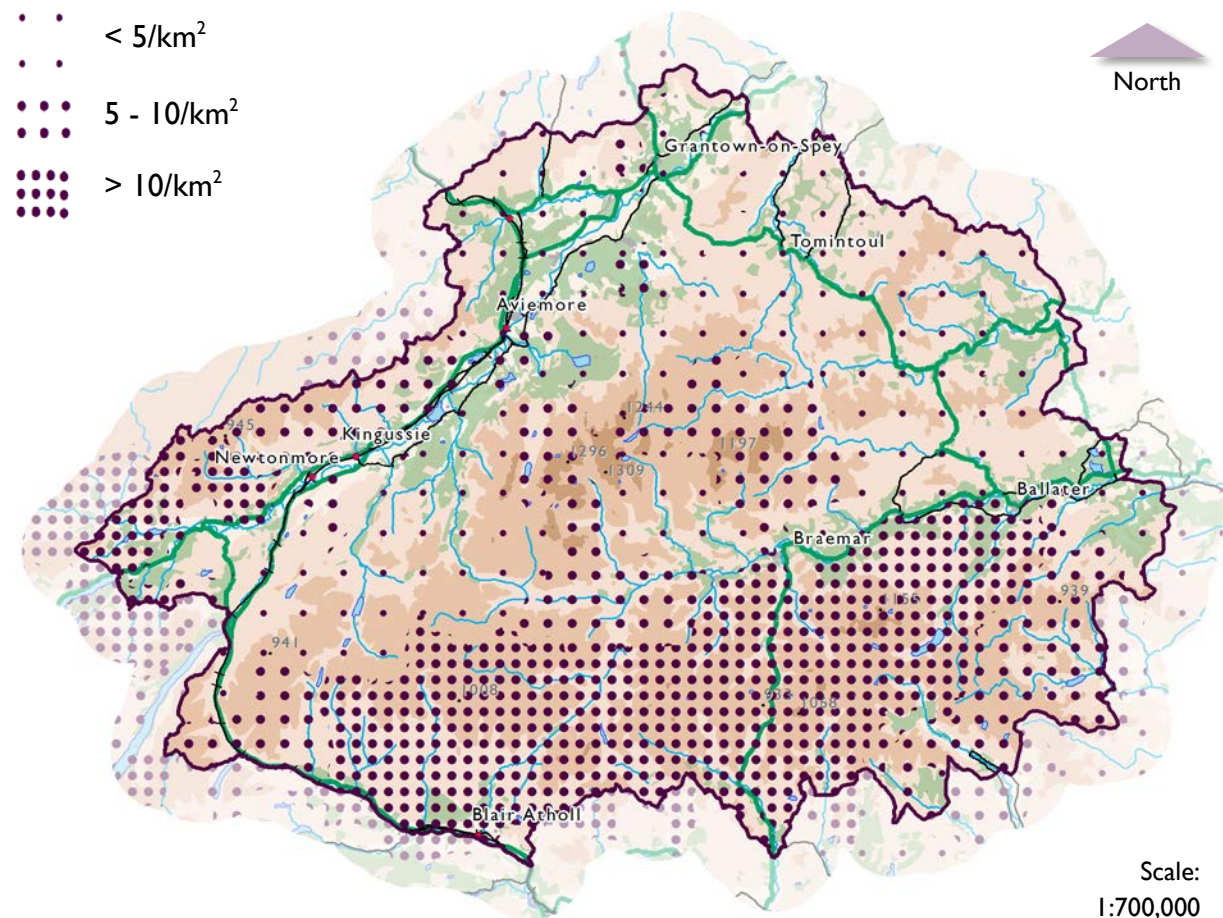 < 5/km²
5 - 10/km²
> 10/km²
North
Grantown-on-Spey
Tomintoul
Aviemore
1244
945
Kingussie
1197
1296
Newtonmore
1309
Ballater
Braemar
939
1155
941
1008
933
1068
Blair Atholl
Scale:
1:700,000